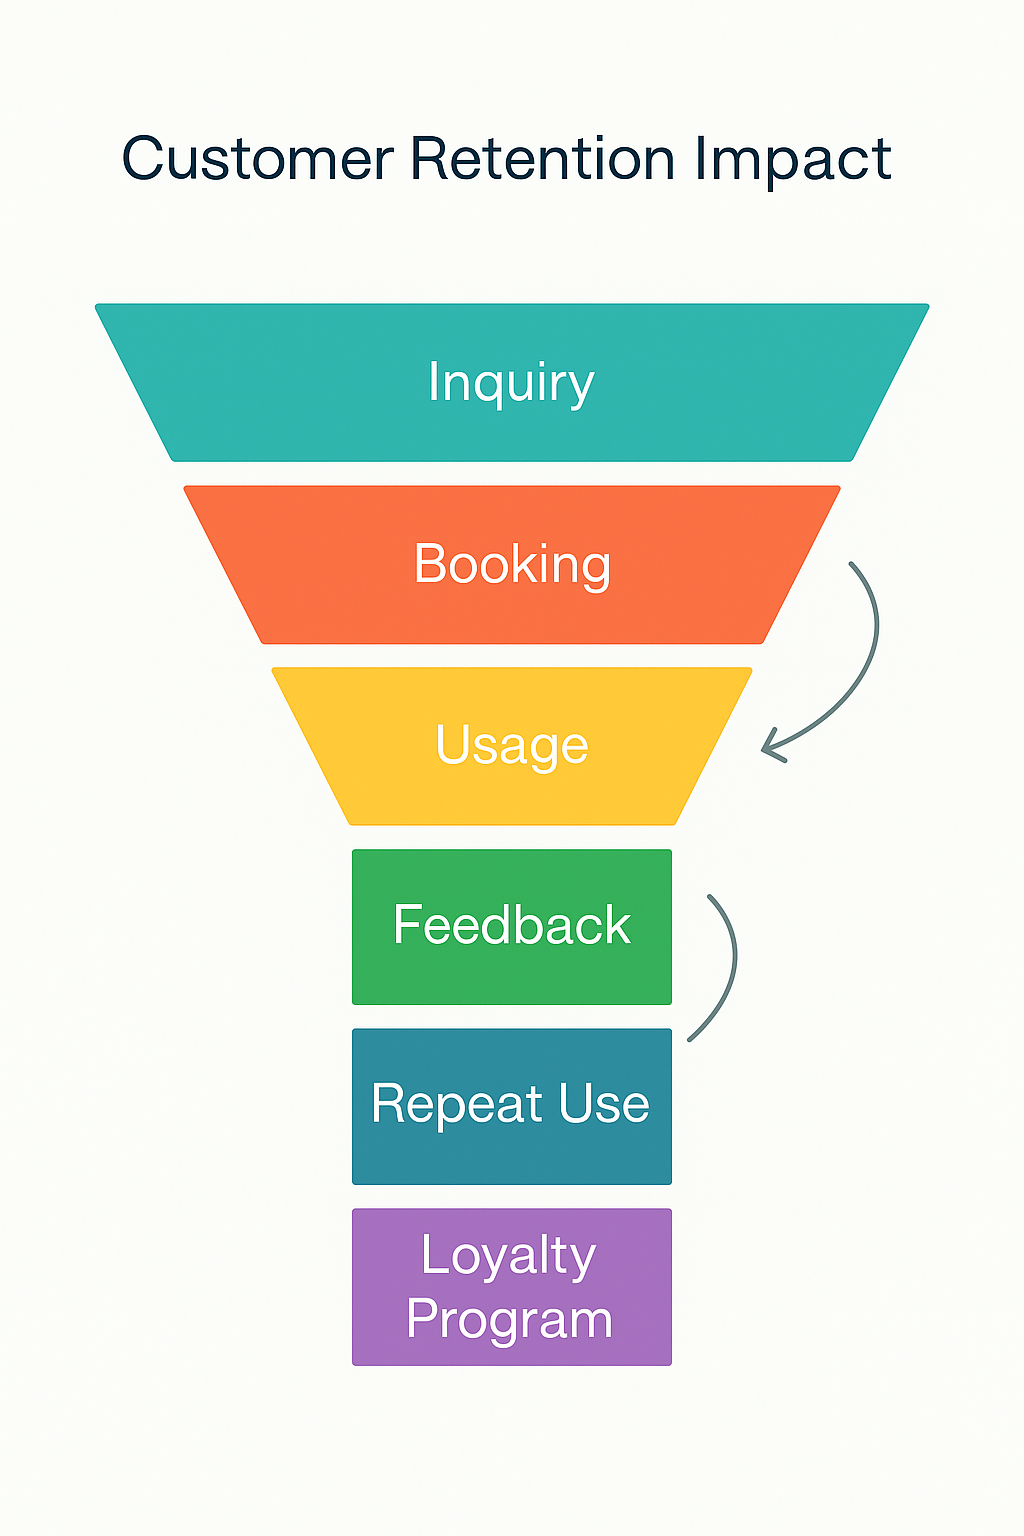 Customer Retention Impact
Inquiry
Booking
Usage
Feedback
Repeat Use
Loyalty
Program